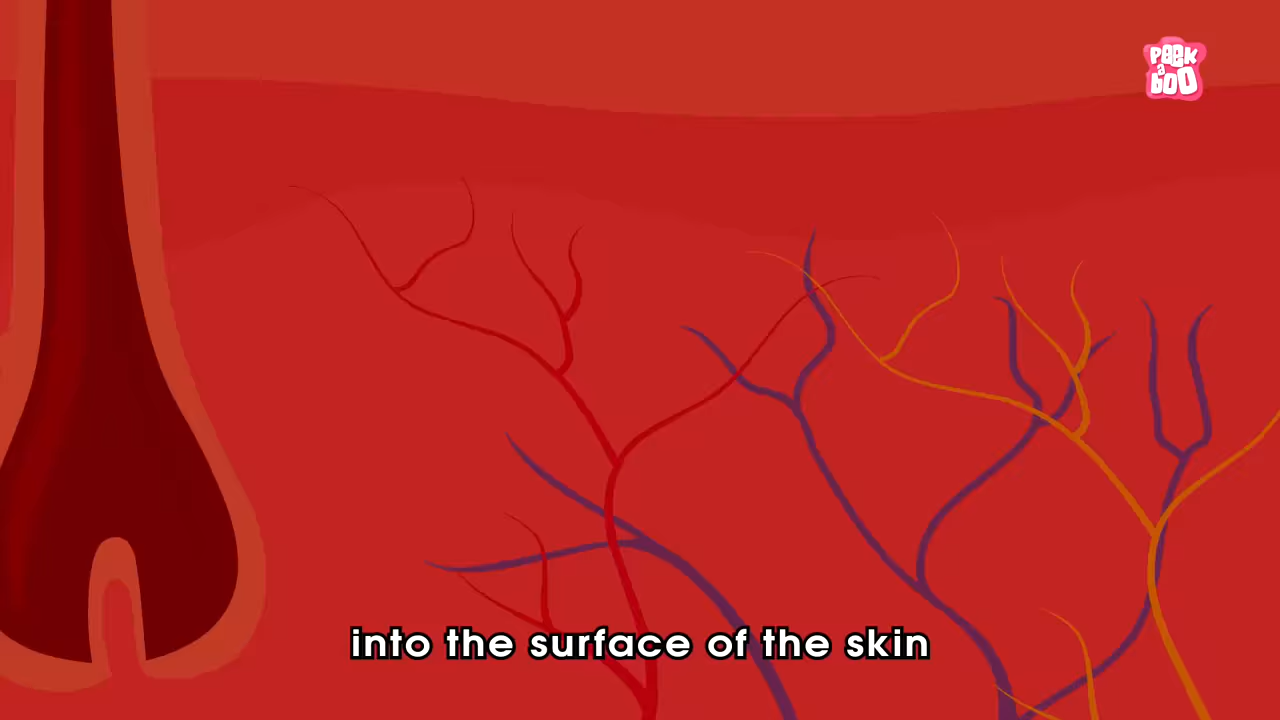 PEEK
a
bOO
into the surface of the skin